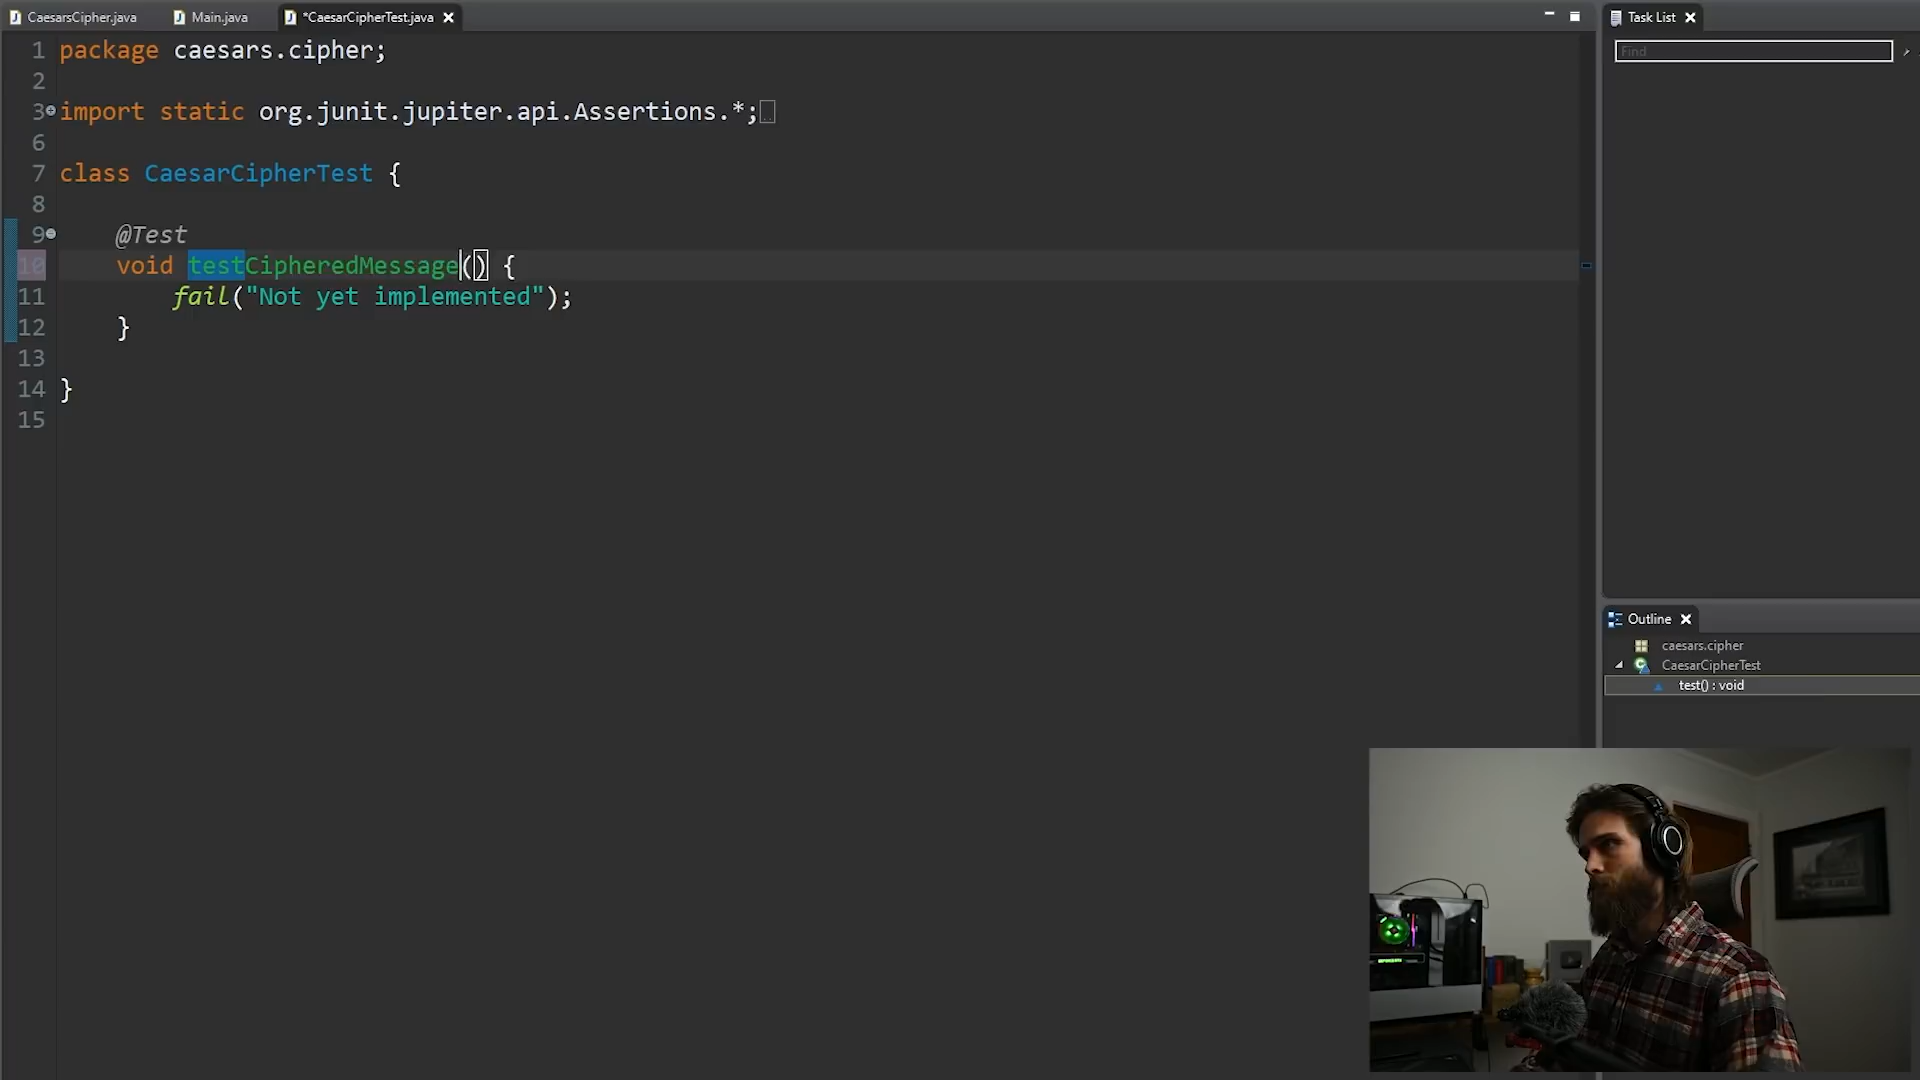 CaesarsCipher.java Main.java *CaesarCipherTest.java
Task List
Find
1 package caesars.cipher;
2
3 import static org.junit.jupiter.api.Assertions.*;
6
7 class CaesarCipherTest {
8
9 @Test
10 void testCipheredMessage() {
11 fail("Not yet implemented");
12 }
13
14 }
15
Outline
caesars.cipher
CaesarCipherTest
test() : void